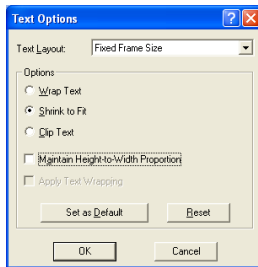 Text Options
Text Layout: Fixed Frame Size
Options
Wrap Text
Shrink to Fit
Clip Text
Maintain Height-to-Width Proportion
Apply Text Wrapping
Set as Default Reset
OK Cancel